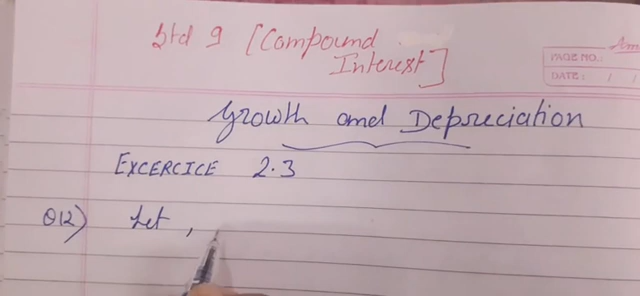 Std 9 [Compound
Interest]
PAGE NO.:
DATE: / /
Growth and Depreciation
EXCERCICE 2.3
Q12) Let,